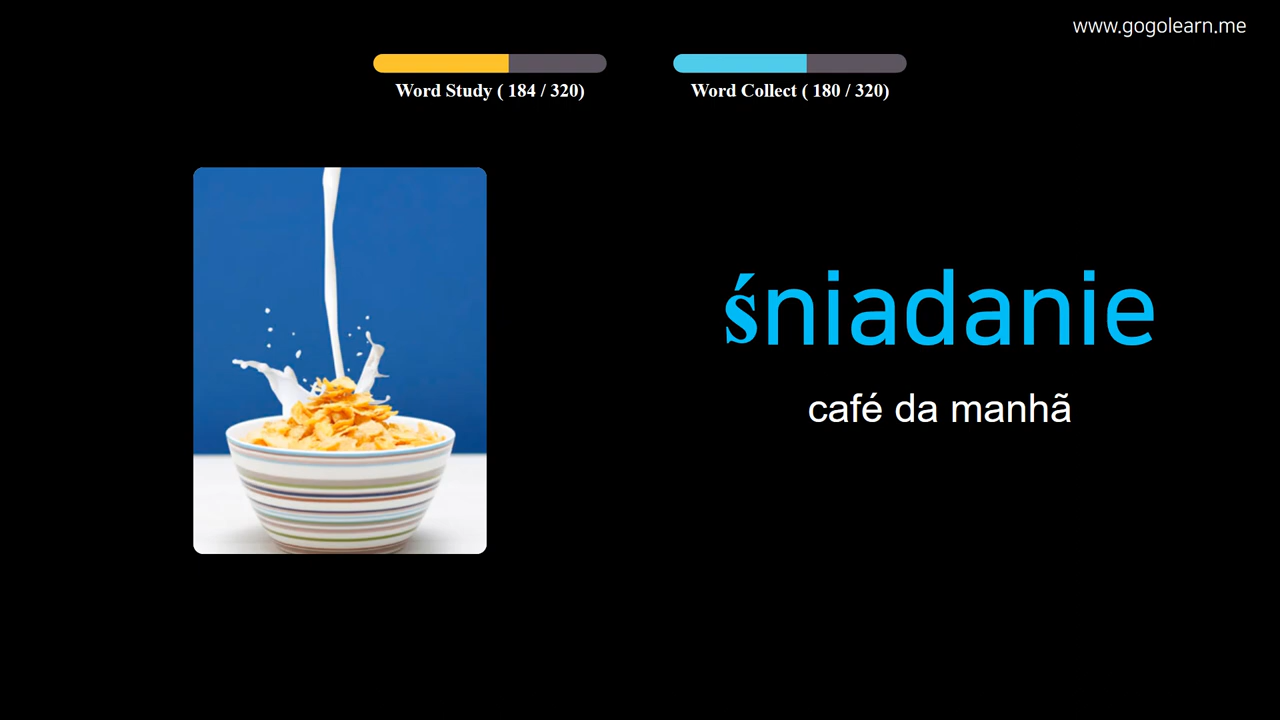 www.gogolearn.me
Word Study ( 184 / 320)
Word Collect ( 180 / 320)
śniadanie
café da manhã